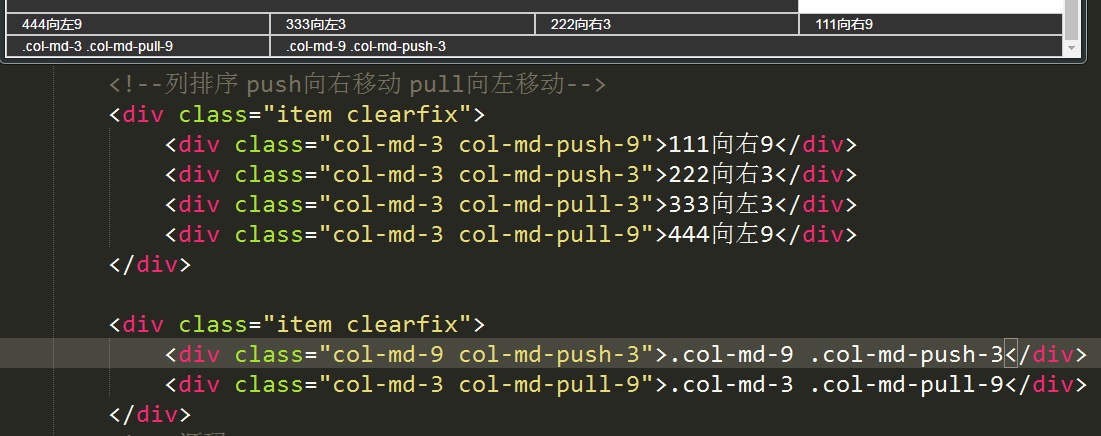 444向左9 333向左3 222向右3 111向右9
.col-md-3 .col-md-pull-9 .col-md-9 .col-md-push-3
<!--列排序 push向右移动 pull向左移动-->
<div class="item clearfix">
<div class="col-md-3 col-md-push-9">111向右9</div>
<div class="col-md-3 col-md-push-3">222向右3</div>
<div class="col-md-3 col-md-pull-3">333向左3</div>
<div class="col-md-3 col-md-pull-9">444向左9</div>
</div>
<div class="item clearfix">
<div class="col-md-9 col-md-push-3">.col-md-9 .col-md-push-3</div>
<div class="col-md-3 col-md-pull-9">.col-md-3 .col-md-pull-9</div>
</div>